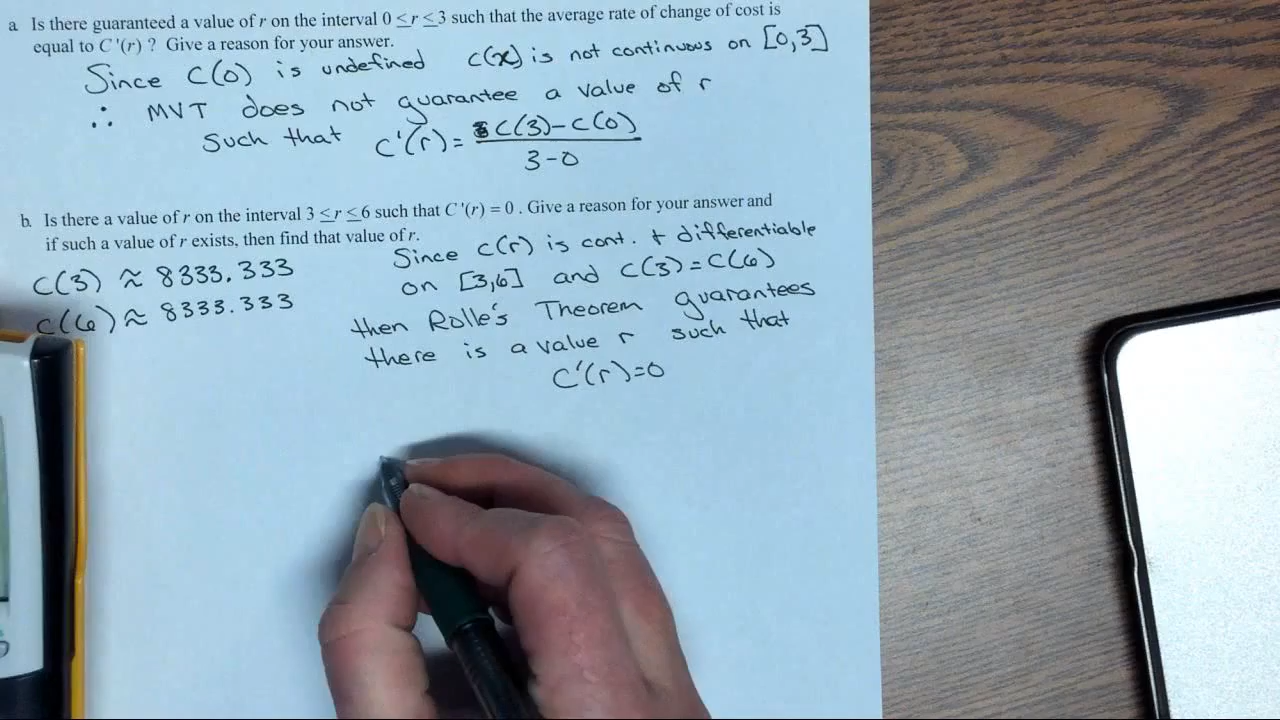 a Is there guaranteed a value of r on the interval 0 ≤ r ≤ 3 such that the average rate of change of cost is
equal to C'(r) ? Give a reason for your answer.
Since C(0) is undefined C(x) is not continuous on [0,3]
∴ MVT does not guarantee a value of r
Such that C'(r) = C(3)-C(0)
3-0
b. Is there a value of r on the interval 3 ≤ r ≤ 6 such that C'(r) = 0 . Give a reason for your answer and
if such a value of r exists, then find that value of r.
C(3) ≈ 8333.333
C(6) ≈ 8333.333
Since C(r) is cont. + differentiable
on [3,6] and C(3)=C(6)
then Rolle's Theorem guarantees
there is a value r such that
C'(r)=0